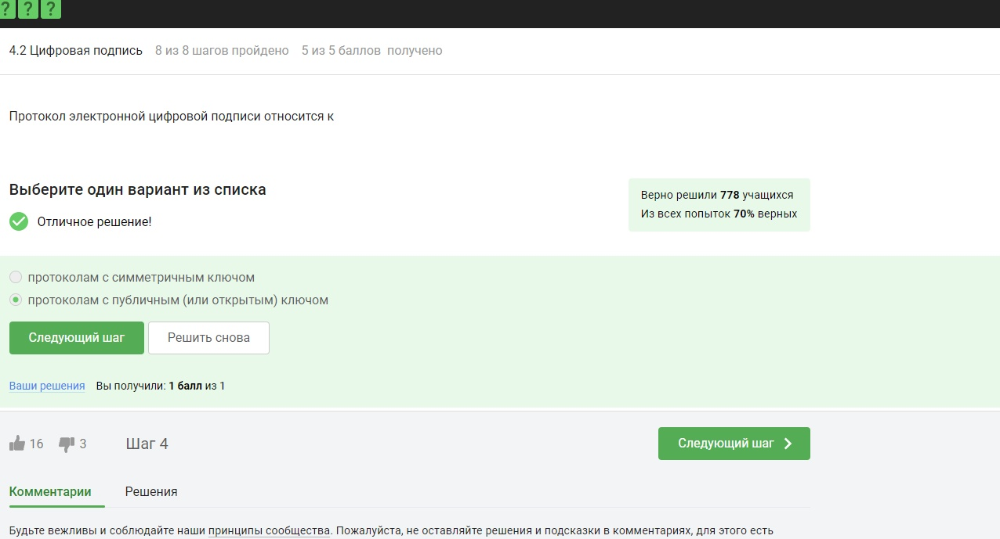 ? ? ?
4.2 Цифровая подпись 8 из 8 шагов пройдено 5 из 5 баллов получено
Протокол электронной цифровой подписи относится к
Выберите один вариант из списка
Верно решили 778 учащихся
Из всех попыток 70% верных
Отличное решение!
протоколам с симметричным ключом
протоколам с публичным (или открытым) ключом
Следующий шаг Решить снова
Ваши решения Вы получили: 1 балл из 1
16 3 Шаг 4 Следующий шаг
Комментарии Решения
Будьте вежливы и соблюдайте наши принципы сообщества. Пожалуйста, не оставляйте решения и подсказки в комментариях, для этого есть